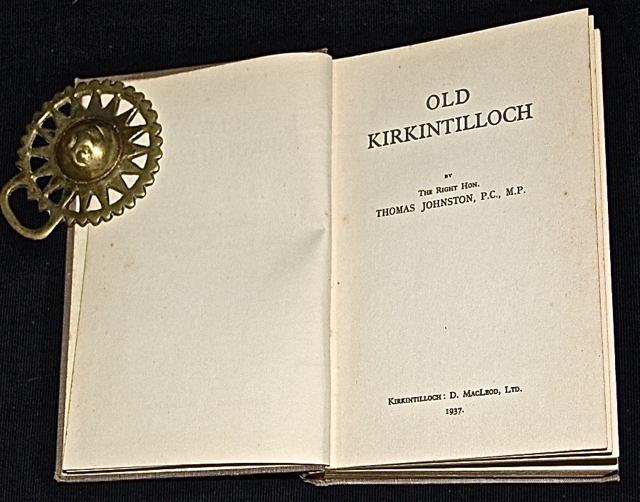 OLD
KIRKINTILLOCH
BY
THE RIGHT HON.
THOMAS JOHNSTON, P.C., M.P.
KIRKINTILLOCH: D. MACLEOD, LTD.
1937.